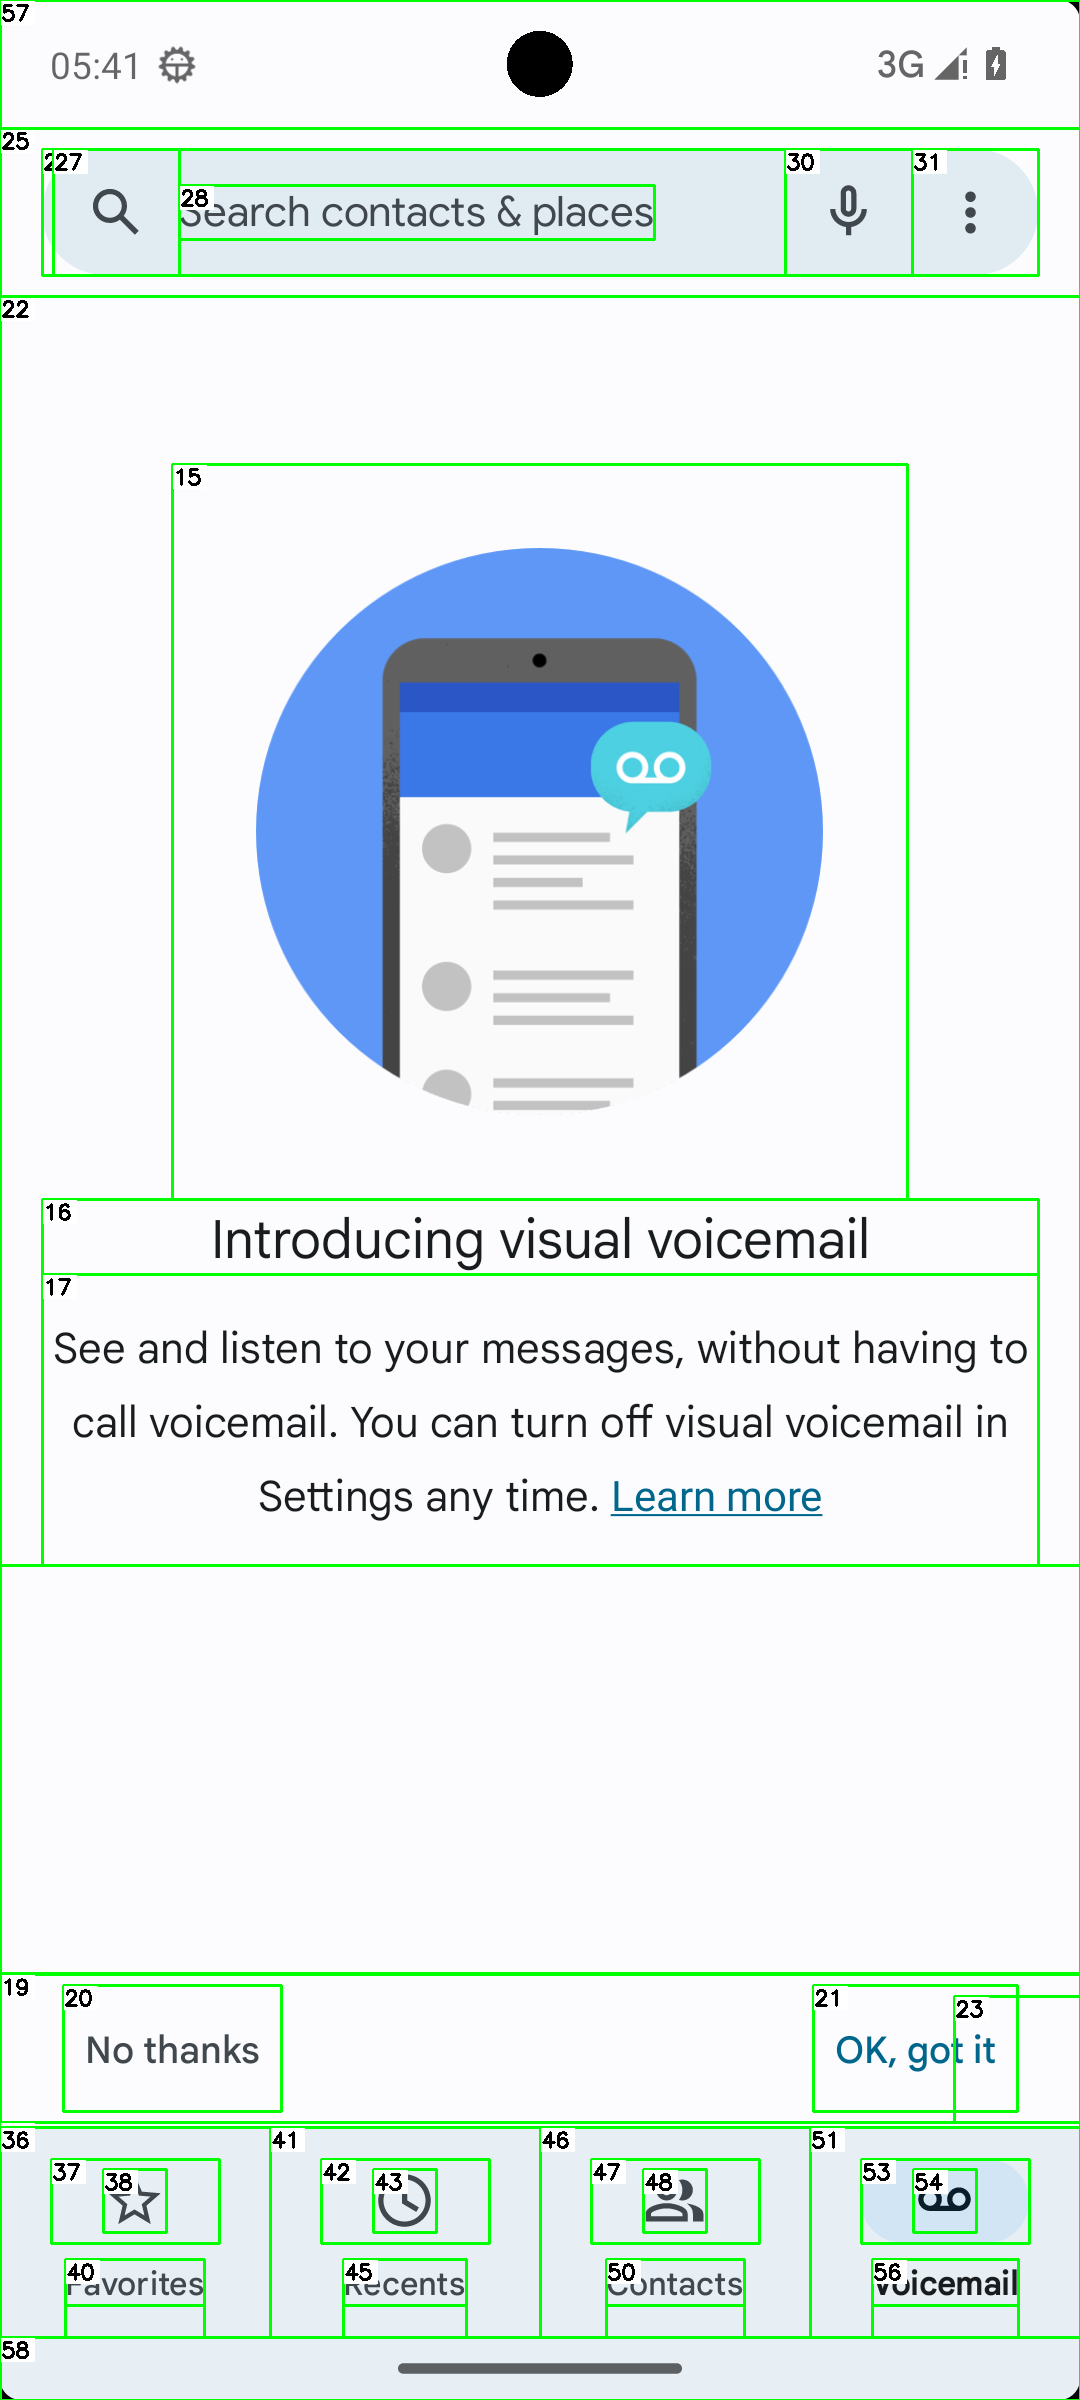 57
05:41
3G
25
27
28
Search contacts & places
30
31
22
15
16
Introducing visual voicemail
17
See and listen to your messages, without having to
call voicemail. You can turn off visual voicemail in
Settings any time. Learn more
19
20
No thanks
21
OK, got it
23
36
37
38
41
42
43
46
47
48
51
53
54
40
Favorites
45
Recents
50
Contacts
56
Voicemail
58